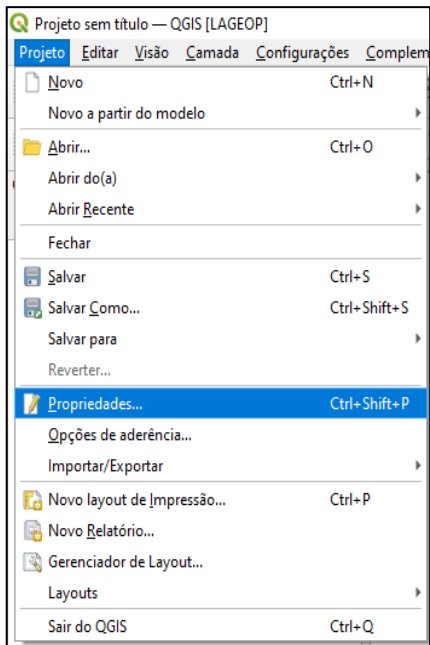 Projeto sem título — QGIS [LAGEOP]
Projeto Editar Visão Camada Configurações Complem
Novo Ctrl+N
Novo a partir do modelo
Abrir... Ctrl+O
Abrir do(a)
Abrir Recente
Fechar
Salvar Ctrl+S
Salvar Como... Ctrl+Shift+S
Salvar para
Reverter...
Propriedades... Ctrl+Shift+P
Opções de aderência...
Importar/Exportar
Novo layout de Impressão... Ctrl+P
Novo Relatório...
Gerenciador de Layout...
Layouts
Sair do QGIS Ctrl+Q